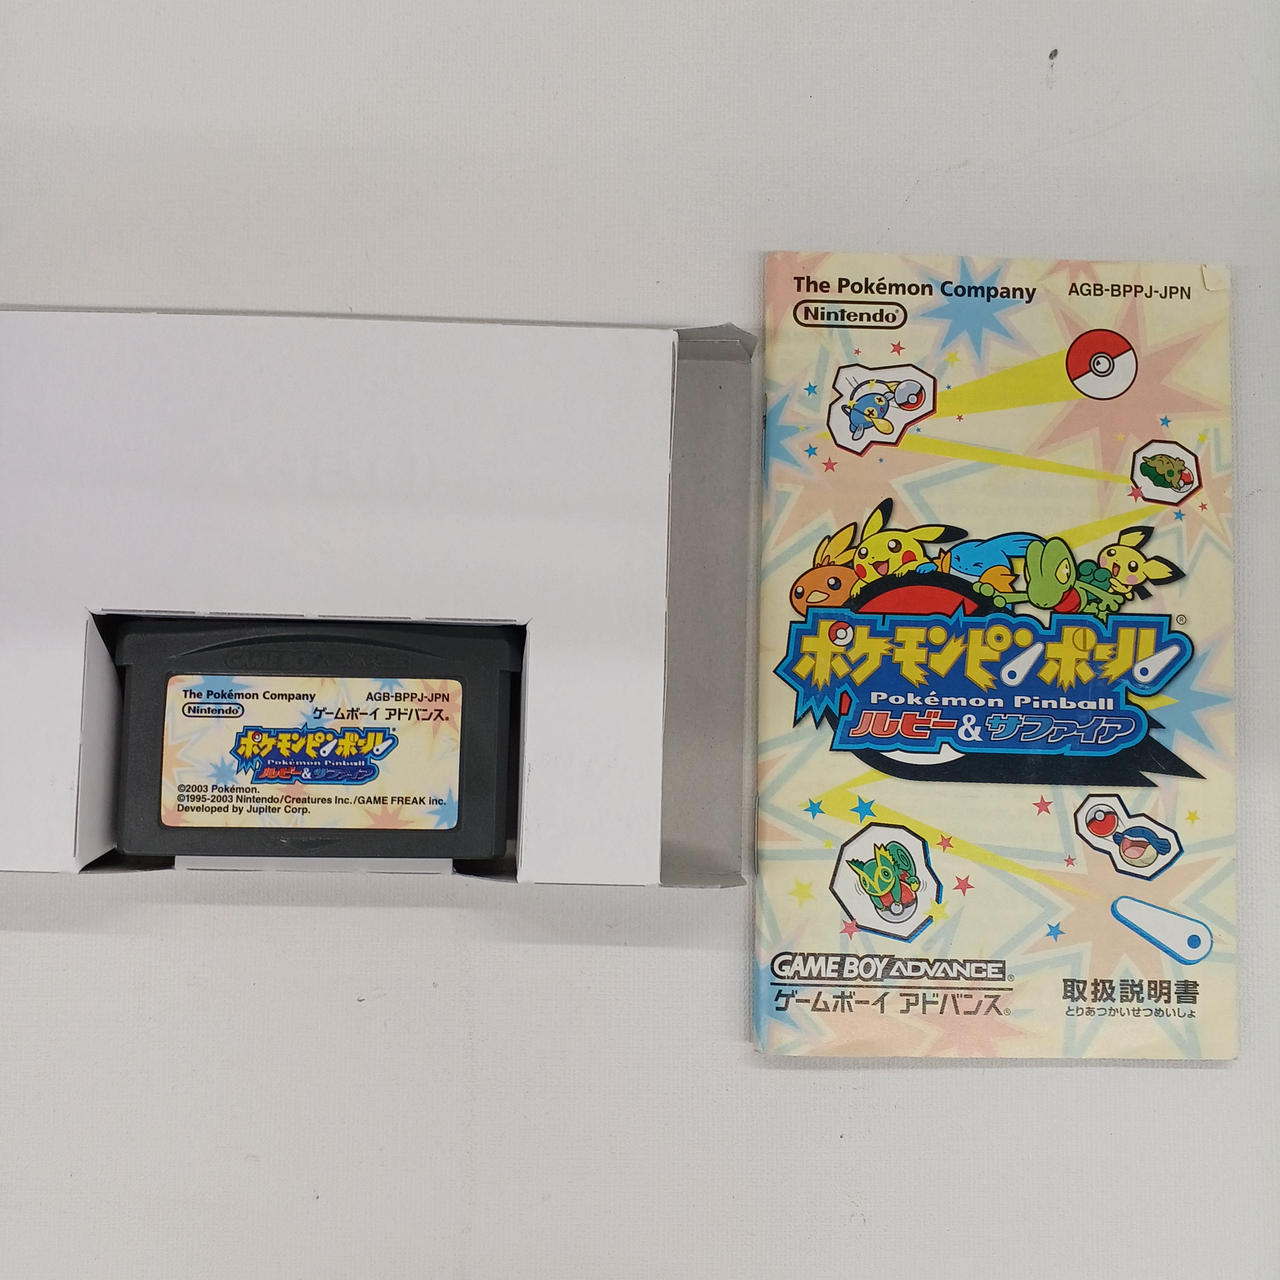 GAME BOY ADVANCE
The Pokémon Company
AGB-BPPJ-JPN
Nintendo®
ゲームボーイ アドバンス®
ポケモンピンボール®
Pokémon Pinball
ルビー&サファイア
©2003 Pokémon.
©1995-2003 Nintendo/Creatures Inc./GAME FREAK inc.
Developed by Jupiter Corp.
The Pokémon Company
AGB-BPPJ-JPN
Nintendo®
ポケモンピンボール®
Pokémon Pinball
ルビー&サファイア
GAME BOY ADVANCE®
ゲームボーイ アドバンス®
取扱説明書
とりあつかいせつめいしょ